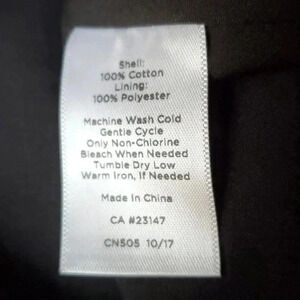 Shell:
100% Cotton
Lining:
100% Polyester
Machine Wash Cold
Gentle Cycle
Only Non-Chlorine
Bleach When Needed
Tumble Dry Low
Warm Iron, If Needed
Made In China
CA #23147
CN505 10/17